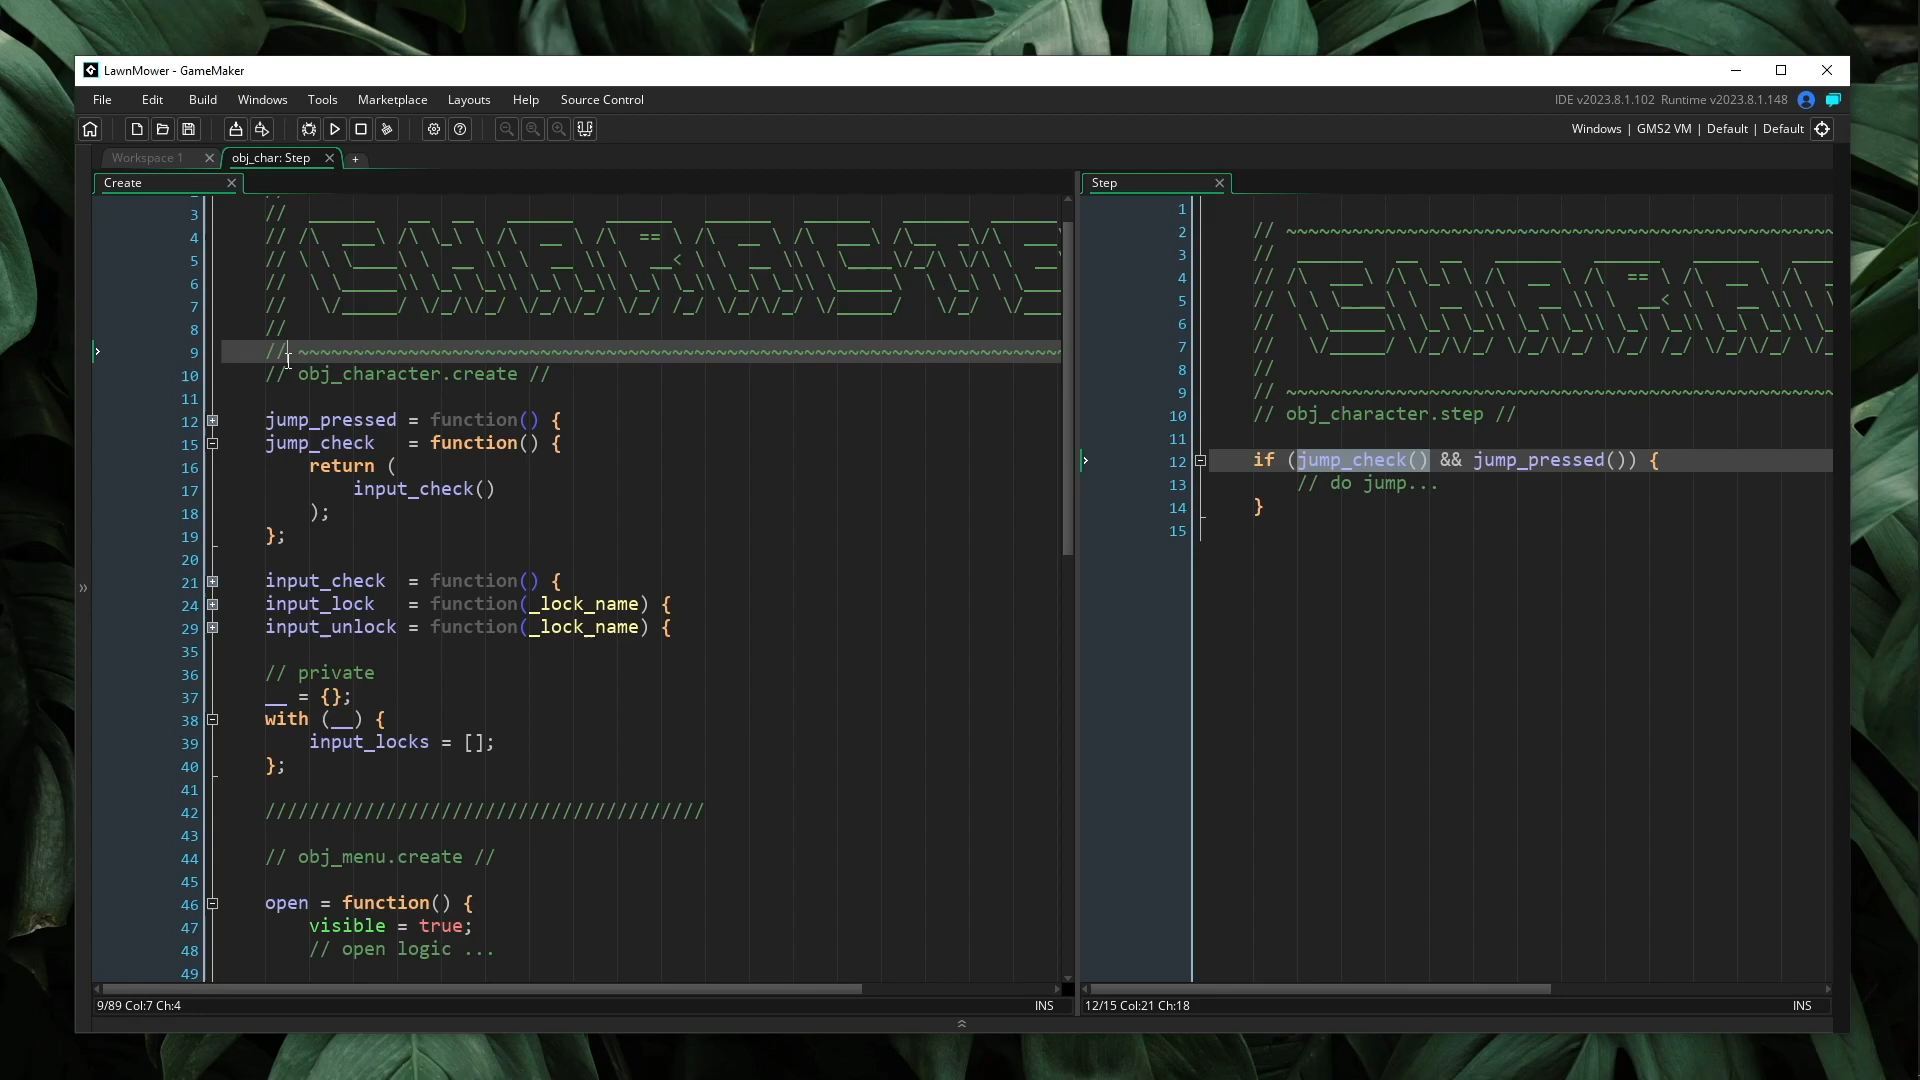 LawnMower - GameMaker
File Edit Build Windows Tools Marketplace Layouts Help Source Control
IDE v2023.8.1.102 Runtime v2023.8.1.148
Windows | GMS2 VM | Default | Default
Workspace 1
obj_char: Step
Create
3 //
4 //
5 //
6 //
7 //
8 //
9 // ~~~~~~~~~~~~~~~~~~~~~~~~~~~~~~~~~~~~~~~~~~~~~~~~~~~~~~~~~~~~~~~~~~~~~
10 // obj_character.create //
11
12 jump_pressed = function() {
15 jump_check = function() {
16 return (
17 input_check()
18 );
19 };
20
21 input_check = function() {
24 input_lock = function(_lock_name) {
29 input_unlock = function(_lock_name) {
35
36 // private
37 __ = {};
38 with (__) {
39 input_locks = [];
40 };
41
42 ////////////////////////////////////////
43
44 // obj_menu.create //
45
46 open = function() {
47 visible = true;
48 // open logic ...
49
9/89 Col:7 Ch:4
INS
Step
1
2 // ~~~~~~~~~~~~~~~~~~~~~~~~~~~~~~~~~~~~~~~~~~~~~~~~~~
3 //
4 //
5 //
6 //
7 //
8 //
9 // ~~~~~~~~~~~~~~~~~~~~~~~~~~~~~~~~~~~~~~~~~~~~~~~~~~
10 // obj_character.step //
11
12 if (jump_check() && jump_pressed()) {
13 // do jump...
14 }
15
12/15 Col:21 Ch:18
INS